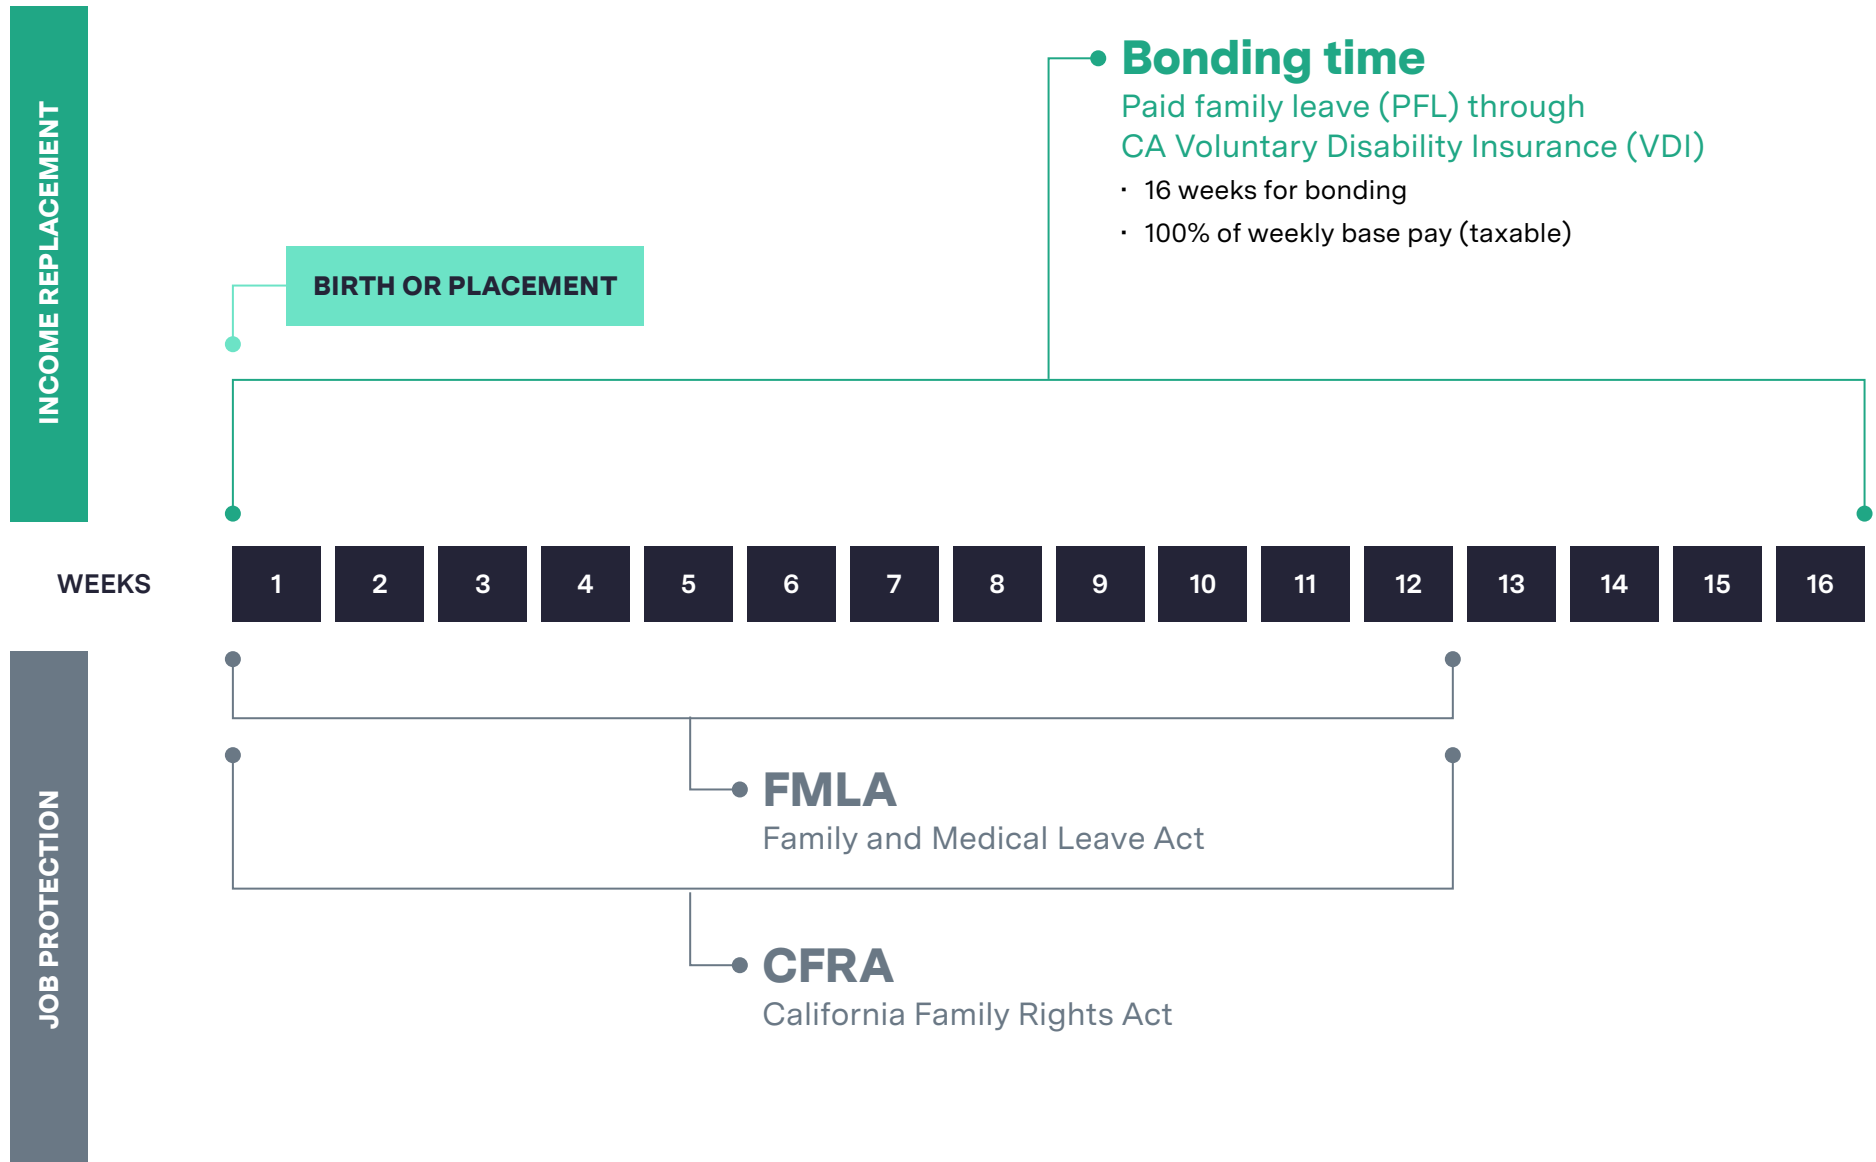 INCOME REPLACEMENT
Bonding time
Paid family leave (PFL) through
CA Voluntary Disability Insurance (VDI)
· 16 weeks for bonding
· 100% of weekly base pay (taxable)
BIRTH OR PLACEMENT
WEEKS 1 2 3 4 5 6 7 8 9 10 11 12 13 14 15 16
JOB PROTECTION
FMLA
Family and Medical Leave Act
CFRA
California Family Rights Act